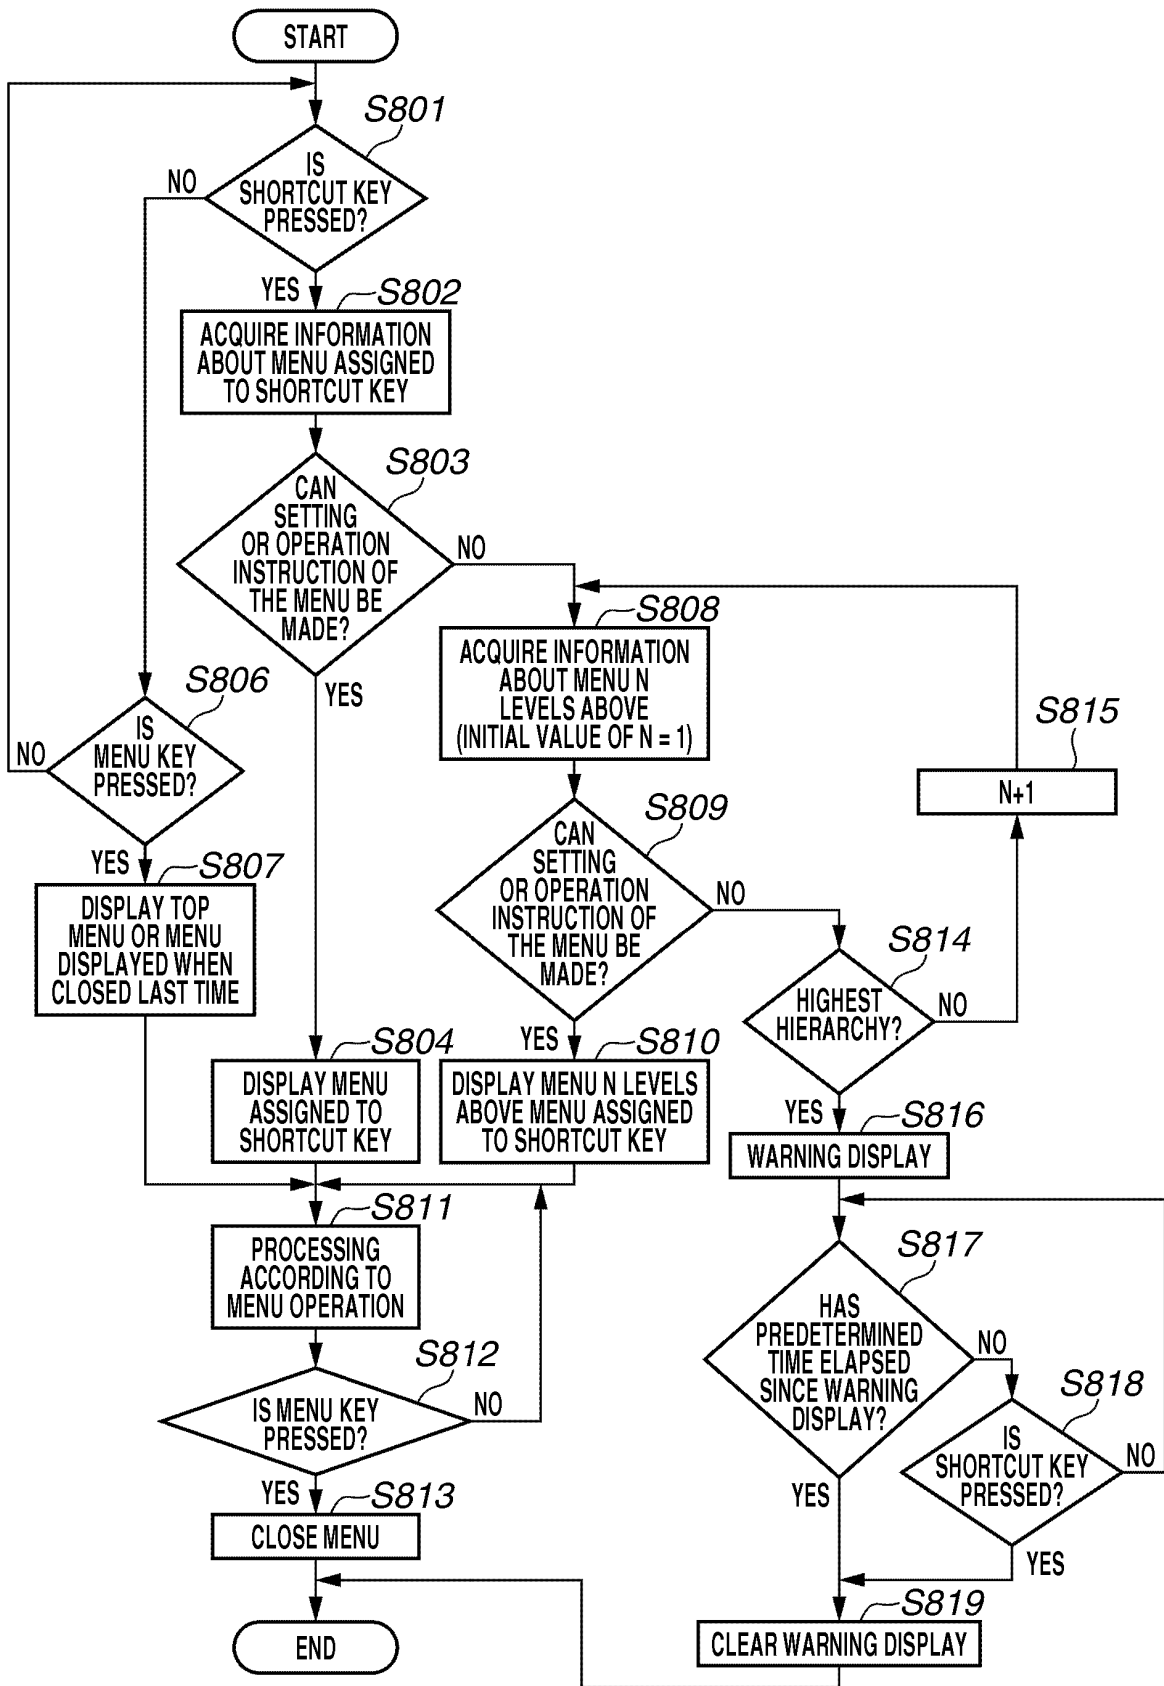 START
S801
IS
SHORTCUT KEY
PRESSED?
NO
YES
S802
ACQUIRE INFORMATION
ABOUT MENU ASSIGNED
TO SHORTCUT KEY
S803
CAN
SETTING
OR OPERATION
INSTRUCTION OF
THE MENU BE
MADE?
NO
YES
S806
IS
MENU KEY
PRESSED?
NO
YES
S807
DISPLAY TOP
MENU OR MENU
DISPLAYED WHEN
CLOSED LAST TIME
S808
ACQUIRE INFORMATION
ABOUT MENU N
LEVELS ABOVE
(INITIAL VALUE OF N = 1)
S815
N+1
S809
CAN
SETTING
OR OPERATION
INSTRUCTION OF
THE MENU BE
MADE?
NO
YES
S814
HIGHEST
HIERARCHY?
NO
YES
S804
DISPLAY MENU
ASSIGNED TO
SHORTCUT KEY
S810
DISPLAY MENU N LEVELS
ABOVE MENU ASSIGNED
TO SHORTCUT KEY
S816
WARNING DISPLAY
S811
PROCESSING
ACCORDING TO
MENU OPERATION
S812
IS MENU KEY
PRESSED?
NO
YES
S813
CLOSE MENU
END
S817
HAS
PREDETERMINED
TIME ELAPSED
SINCE WARNING
DISPLAY?
NO
YES
S818
IS
SHORTCUT KEY
PRESSED?
NO
YES
S819
CLEAR WARNING DISPLAY